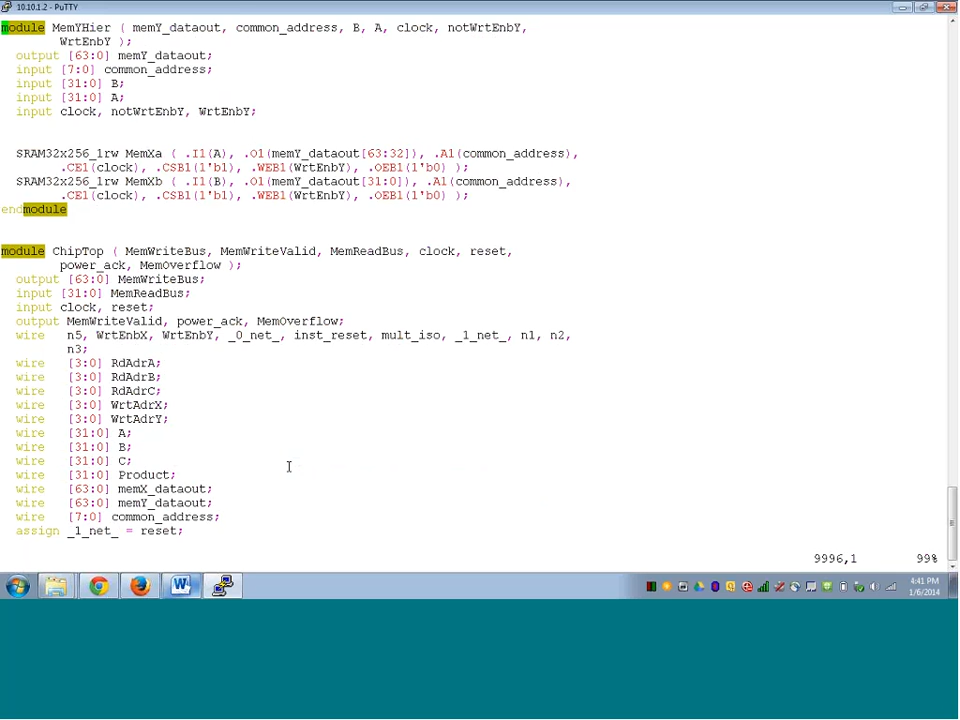 10.10.1.2 - PuTTY
module MemYHier ( memY_dataout, common_address, B, A, clock, notWrtEnbY,
        WrtEnbY );
  output [63:0] memY_dataout;
  input [7:0] common_address;
  input [31:0] B;
  input [31:0] A;
  input clock, notWrtEnbY, WrtEnbY;
  SRAM32x256_1rw MemXa ( .I1(A), .O1(memY_dataout[63:32]), .A1(common_address),
        .CE1(clock), .CSB1(1'b1), .WEB1(WrtEnbY), .OEB1(1'b0) );
  SRAM32x256_1rw MemXb ( .I1(B), .O1(memY_dataout[31:0]), .A1(common_address),
        .CE1(clock), .CSB1(1'b1), .WEB1(WrtEnbY), .OEB1(1'b0) );
endmodule
module ChipTop ( MemWriteBus, MemWriteValid, MemReadBus, clock, reset,
        power_ack, MemOverflow );
  output [63:0] MemWriteBus;
  input [31:0] MemReadBus;
  input clock, reset;
  output MemWriteValid, power_ack, MemOverflow;
  wire   n5, WrtEnbX, WrtEnbY, _0_net_, inst_reset, mult_iso, _1_net_, n1, n2,
         n3;
  wire   [3:0] RdAdrA;
  wire   [3:0] RdAdrB;
  wire   [3:0] RdAdrC;
  wire   [3:0] WrtAdrX;
  wire   [3:0] WrtAdrY;
  wire   [31:0] A;
  wire   [31:0] B;
  wire   [31:0] C;
  wire   [31:0] Product;
  wire   [63:0] memX_dataout;
  wire   [63:0] memY_dataout;
  wire   [7:0] common_address;
  assign _1_net_ = reset;
9996,1 99%
4:41 PM
1/6/2014